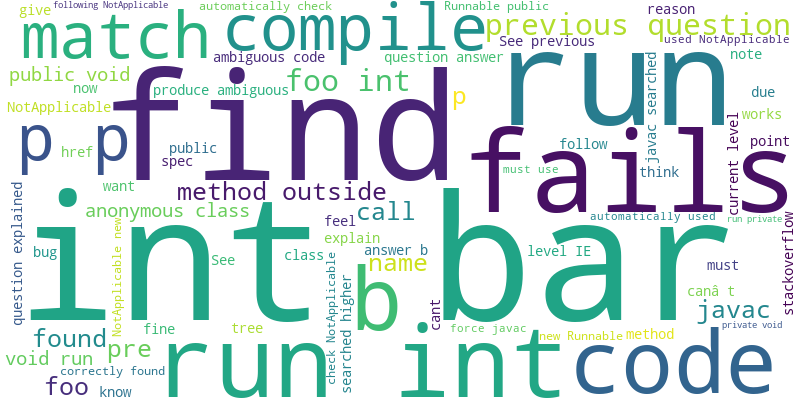 give
following NotApplicable
automatically check
Runnable public
reason
match
compile
previous question
ambiguous code
question answer
See previous
used NotApplicable
public void
now
produce ambiguous
foo int
run
note
due
NotApplicable
find
p
javac searched
works
p p
href
public
spec
fails
follow
think
current level
point
want
method outside
must use
question explained
anonymous class
call
feel
automatically used
run private
stackoverflow
int bar
NotApplicable new
explain
answer b
bug
See
class
name
level IE
must
canâ t
check NotApplicable
searched higher
b
cant
javac
found
fine
tree
force javac
new Runnable
method
private void
void run
pre
run int
code
correctly found
foo
know